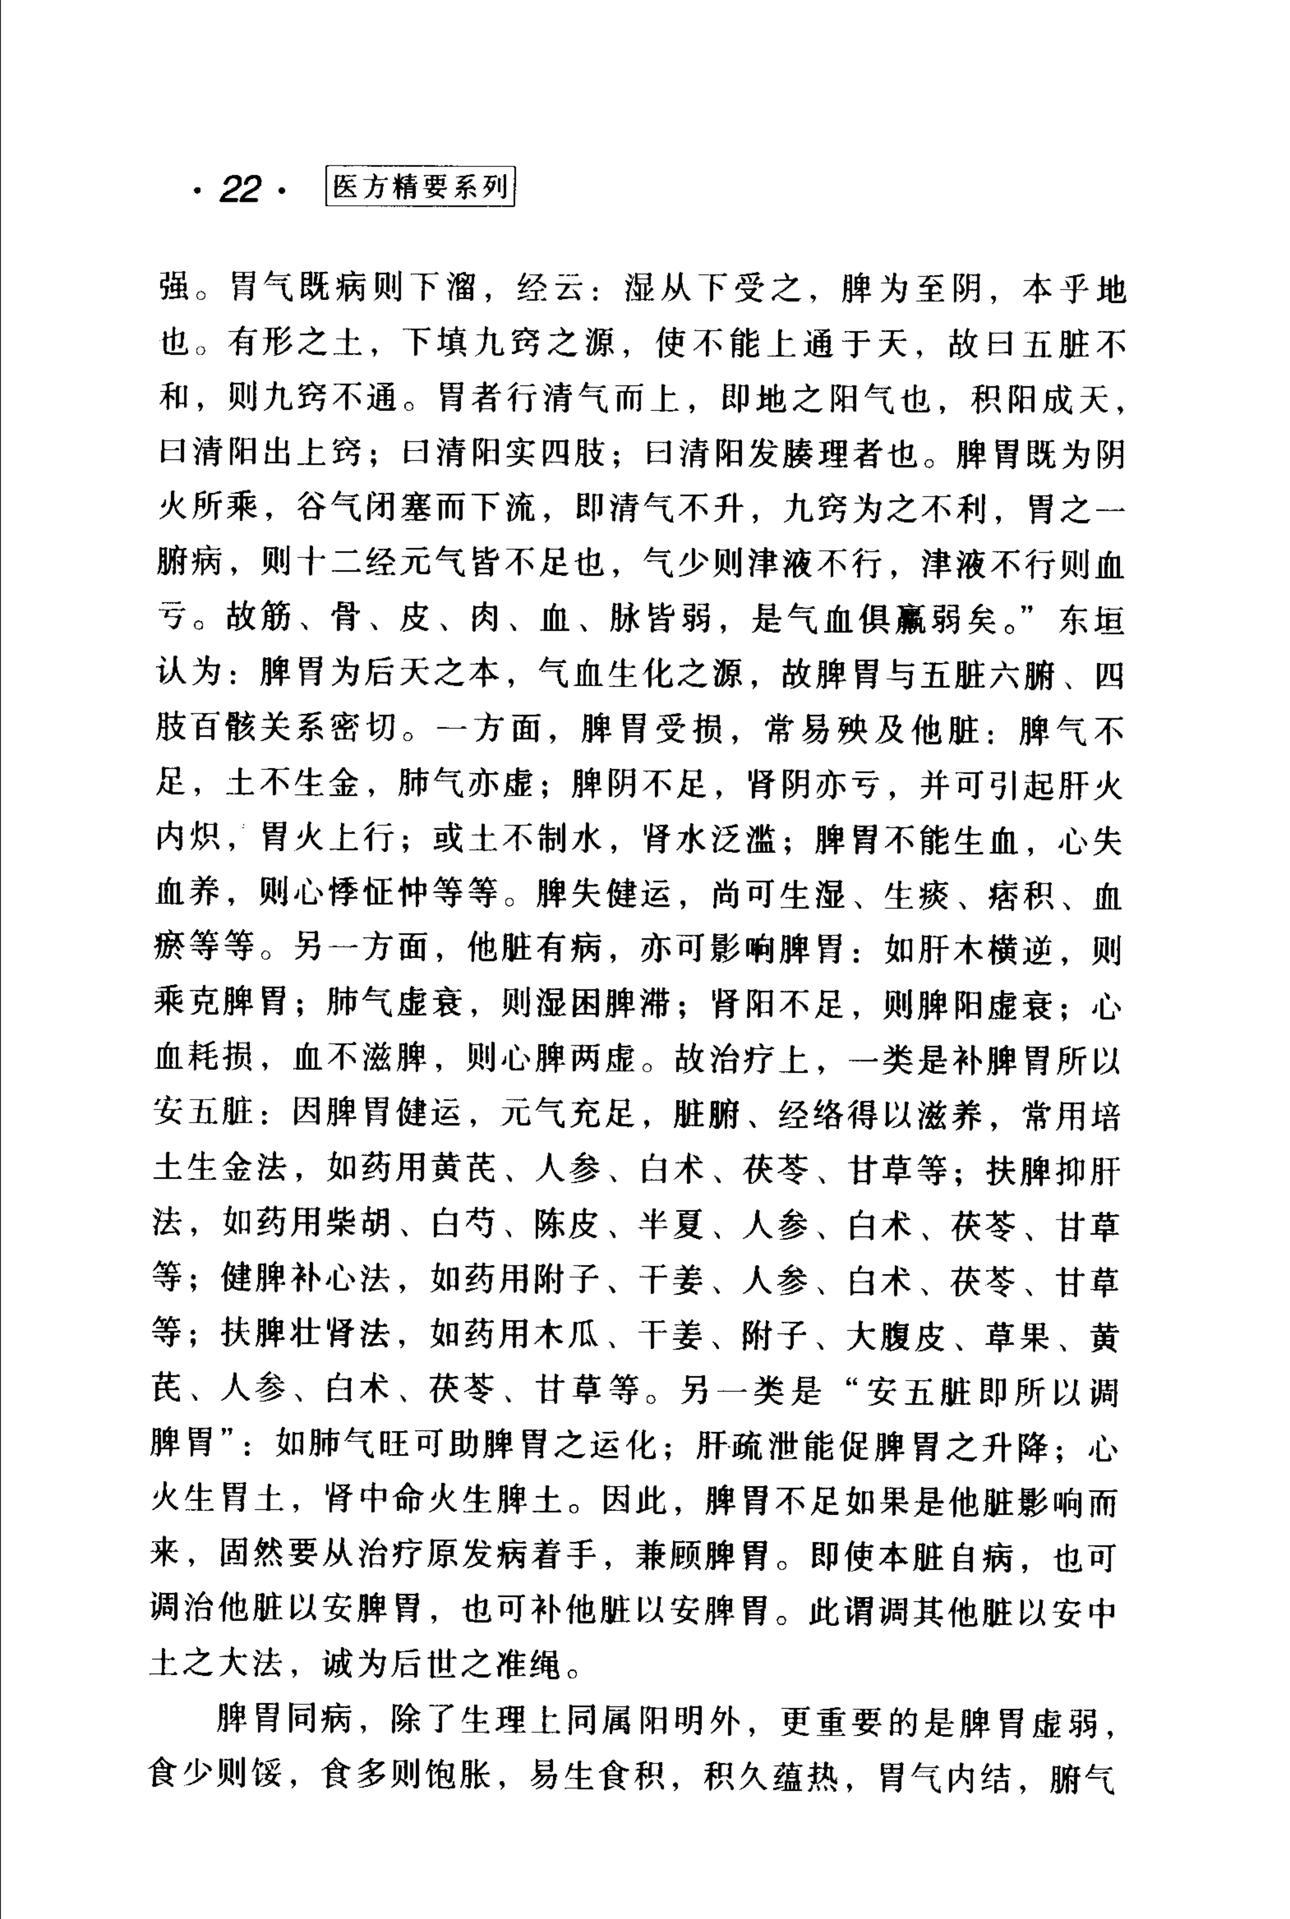 · 22 · 医方精要系列
强。胃气既病则下溜，经云：湿从下受之，脾为至阴，本乎地
也。有形之土，下填九窍之源，使不能上通于天，故曰五脏不
和，则九窍不通。胃者行清气而上，即地之阳气也，积阳成天，
曰清阳出上窍；曰清阳实四肢；曰清阳发腠理者也。脾胃既为阴
火所乘，谷气闭塞而下流，即清气不升，九窍为之不利，胃之一
腑病，则十二经元气皆不足也，气少则津液不行，津液不行则血
亏。故筋、骨、皮、肉、血、脉皆弱，是气血俱羸弱矣。”东垣
认为：脾胃为后天之本，气血生化之源，故脾胃与五脏六腑、四
肢百骸关系密切。一方面，脾胃受损，常易殃及他脏：脾气不
足，土不生金，肺气亦虚；脾阴不足，肾阴亦亏，并可引起肝火
内炽，胃火上行；或土不制水，肾水泛滥；脾胃不能生血，心失
血养，则心悸怔忡等等。脾失健运，尚可生湿、生痰、痞积、血
瘀等等。另一方面，他脏有病，亦可影响脾胃：如肝木横逆，则
乘克脾胃；肺气虚衰，则湿困脾滞；肾阳不足，则脾阳虚衰；心
血耗损，血不滋脾，则心脾两虚。故治疗上，一类是补脾胃所以
安五脏：因脾胃健运，元气充足，脏腑、经络得以滋养，常用培
土生金法，如药用黄芪、人参、白术、茯苓、甘草等；扶脾抑肝
法，如药用柴胡、白芍、陈皮、半夏、人参、白术、茯苓、甘草
等；健脾补心法，如药用附子、干姜、人参、白术、茯苓、甘草
等；扶脾壮肾法，如药用木瓜、干姜、附子、大腹皮、草果、黄
芪、人参、白术、茯苓、甘草等。另一类是“安五脏即所以调
脾胃”：如肺气旺可助脾胃之运化；肝疏泄能促脾胃之升降；心
火生胃土，肾中命火生脾土。因此，脾胃不足如果是他脏影响而
来，固然要从治疗原发病着手，兼顾脾胃。即使本脏自病，也可
调治他脏以安脾胃，也可补他脏以安脾胃。此谓调其他脏以安中
土之大法，诚为后世之准绳。
脾胃同病，除了生理上同属阳明外，更重要的是脾胃虚弱，
食少则馁，食多则饱胀，易生食积，积久蕴热，胃气内结，腑气